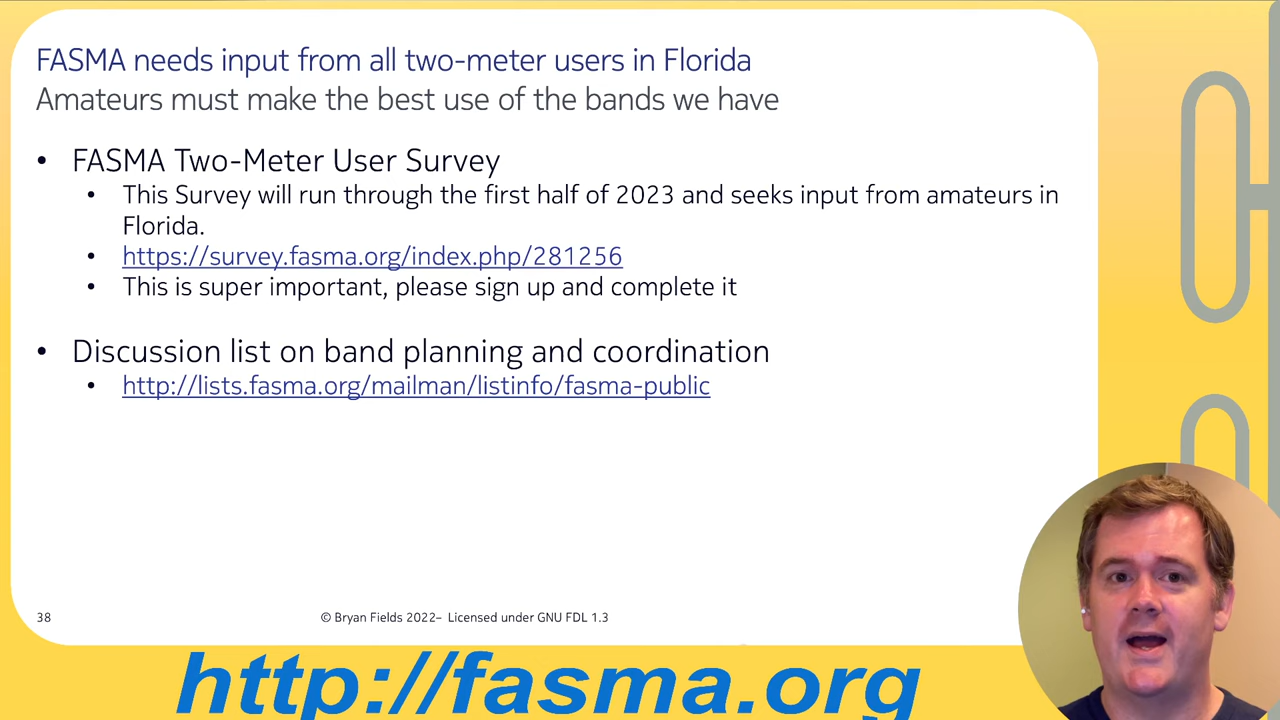 FASMA needs input from all two-meter users in Florida
Amateurs must make the best use of the bands we have
• FASMA Two-Meter User Survey
• This Survey will run through the first half of 2023 and seeks input from amateurs in
Florida.
• https://survey.fasma.org/index.php/281256
• This is super important, please sign up and complete it
• Discussion list on band planning and coordination
• http://lists.fasma.org/mailman/listinfo/fasma-public
38
© Bryan Fields 2022– Licensed under GNU FDL 1.3
http://fasma.org